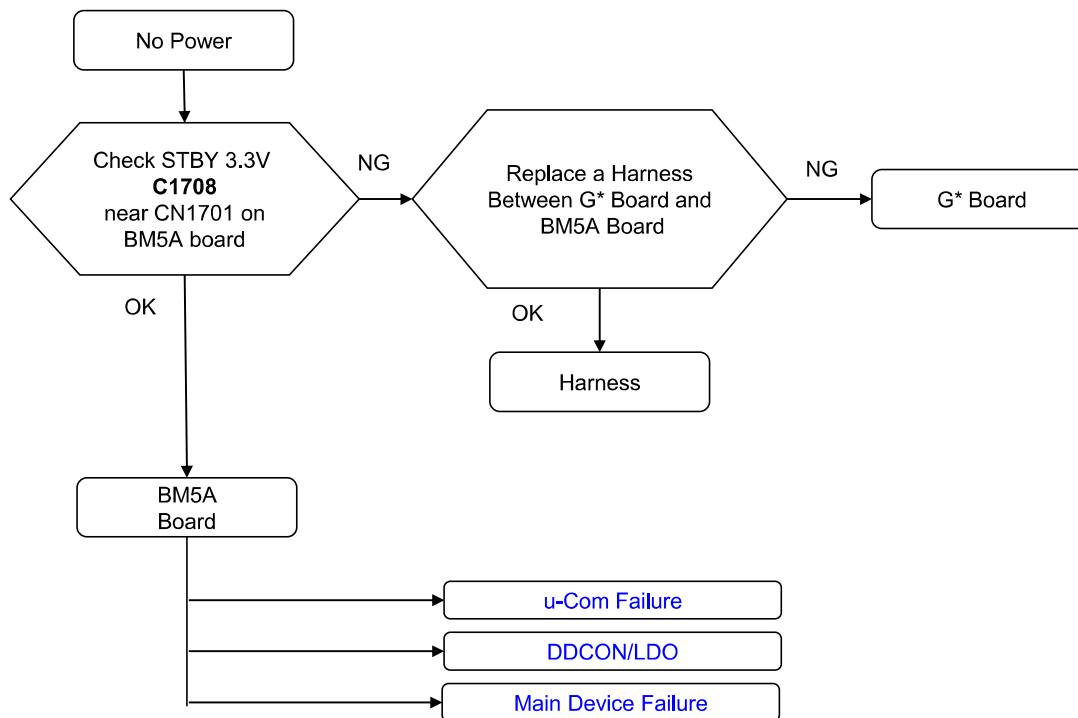 No Power
Check STBY 3.3V
C1708
near CN1701 on
BM5A board
NG
Replace a Harness
Between G* Board and
BM5A Board
NG
G* Board
OK
OK
Harness
BM5A
Board
u-Com Failure
DDCON/LDO
Main Device Failure